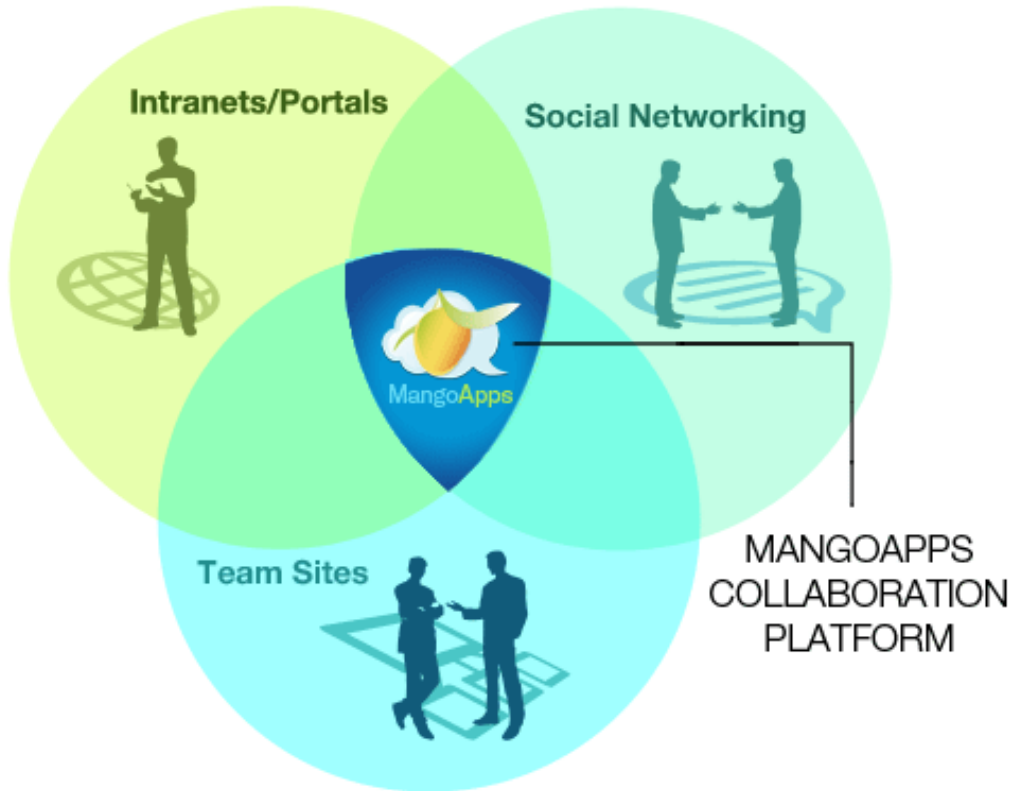 Intranets/Portals
Social Networking
MangoApps
Team Sites
MANGOAPPS
COLLABORATION
PLATFORM